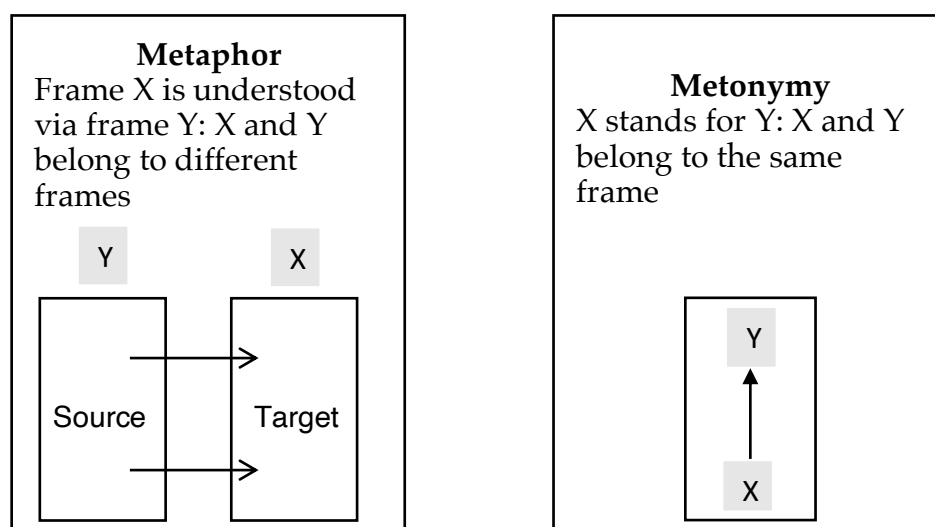 Metaphor
Frame X is understood
via frame Y: X and Y
belong to different
frames
Y
X
Source
Target
Metonymy
X stands for Y: X and Y
belong to the same
frame
Y
X